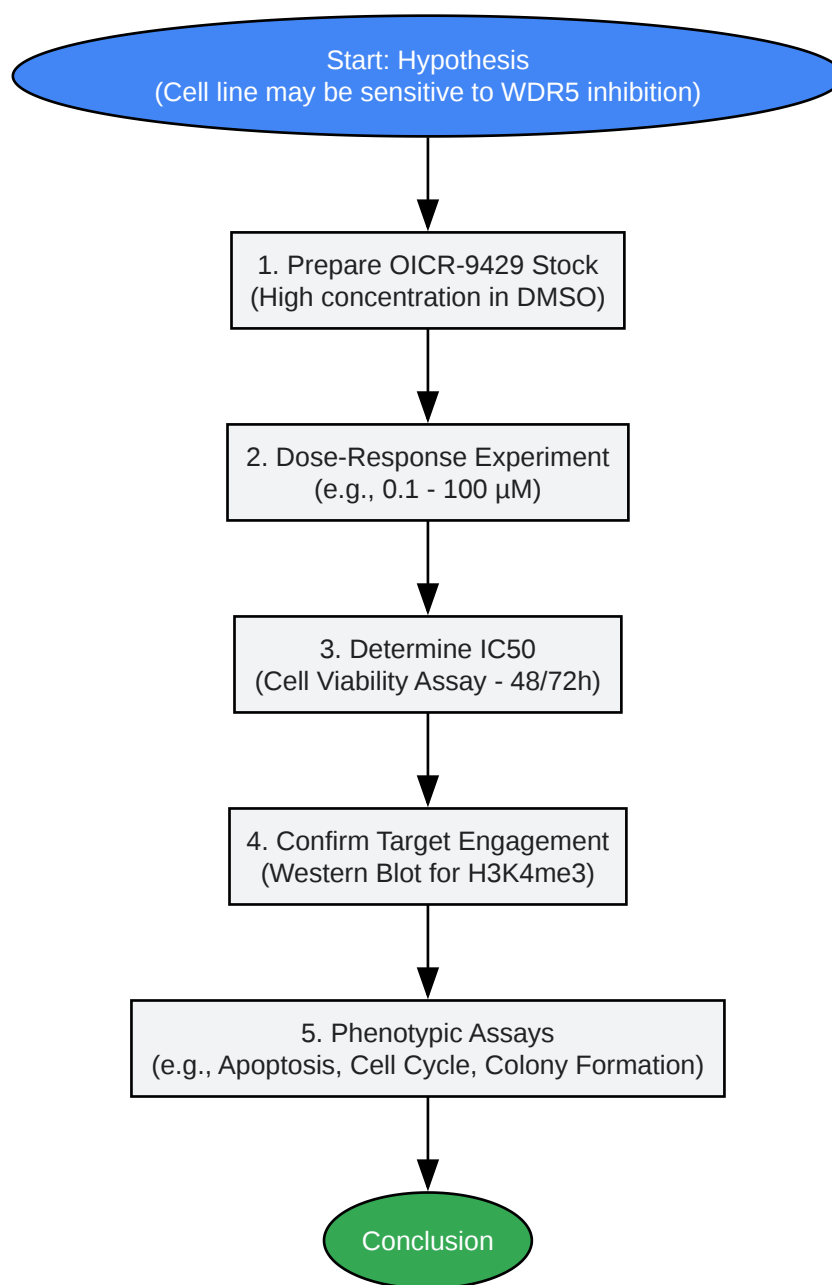 Start: Hypothesis
(Cell line may be sensitive to WDR5 inhibition)
1. Prepare OICR-9429 Stock
(High concentration in DMSO)
2. Dose-Response Experiment
(e.g., 0.1 - 100 µM)
3. Determine IC50
(Cell Viability Assay - 48/72h)
4. Confirm Target Engagement
(Western Blot for H3K4me3)
5. Phenotypic Assays
(e.g., Apoptosis, Cell Cycle, Colony Formation)
Conclusion